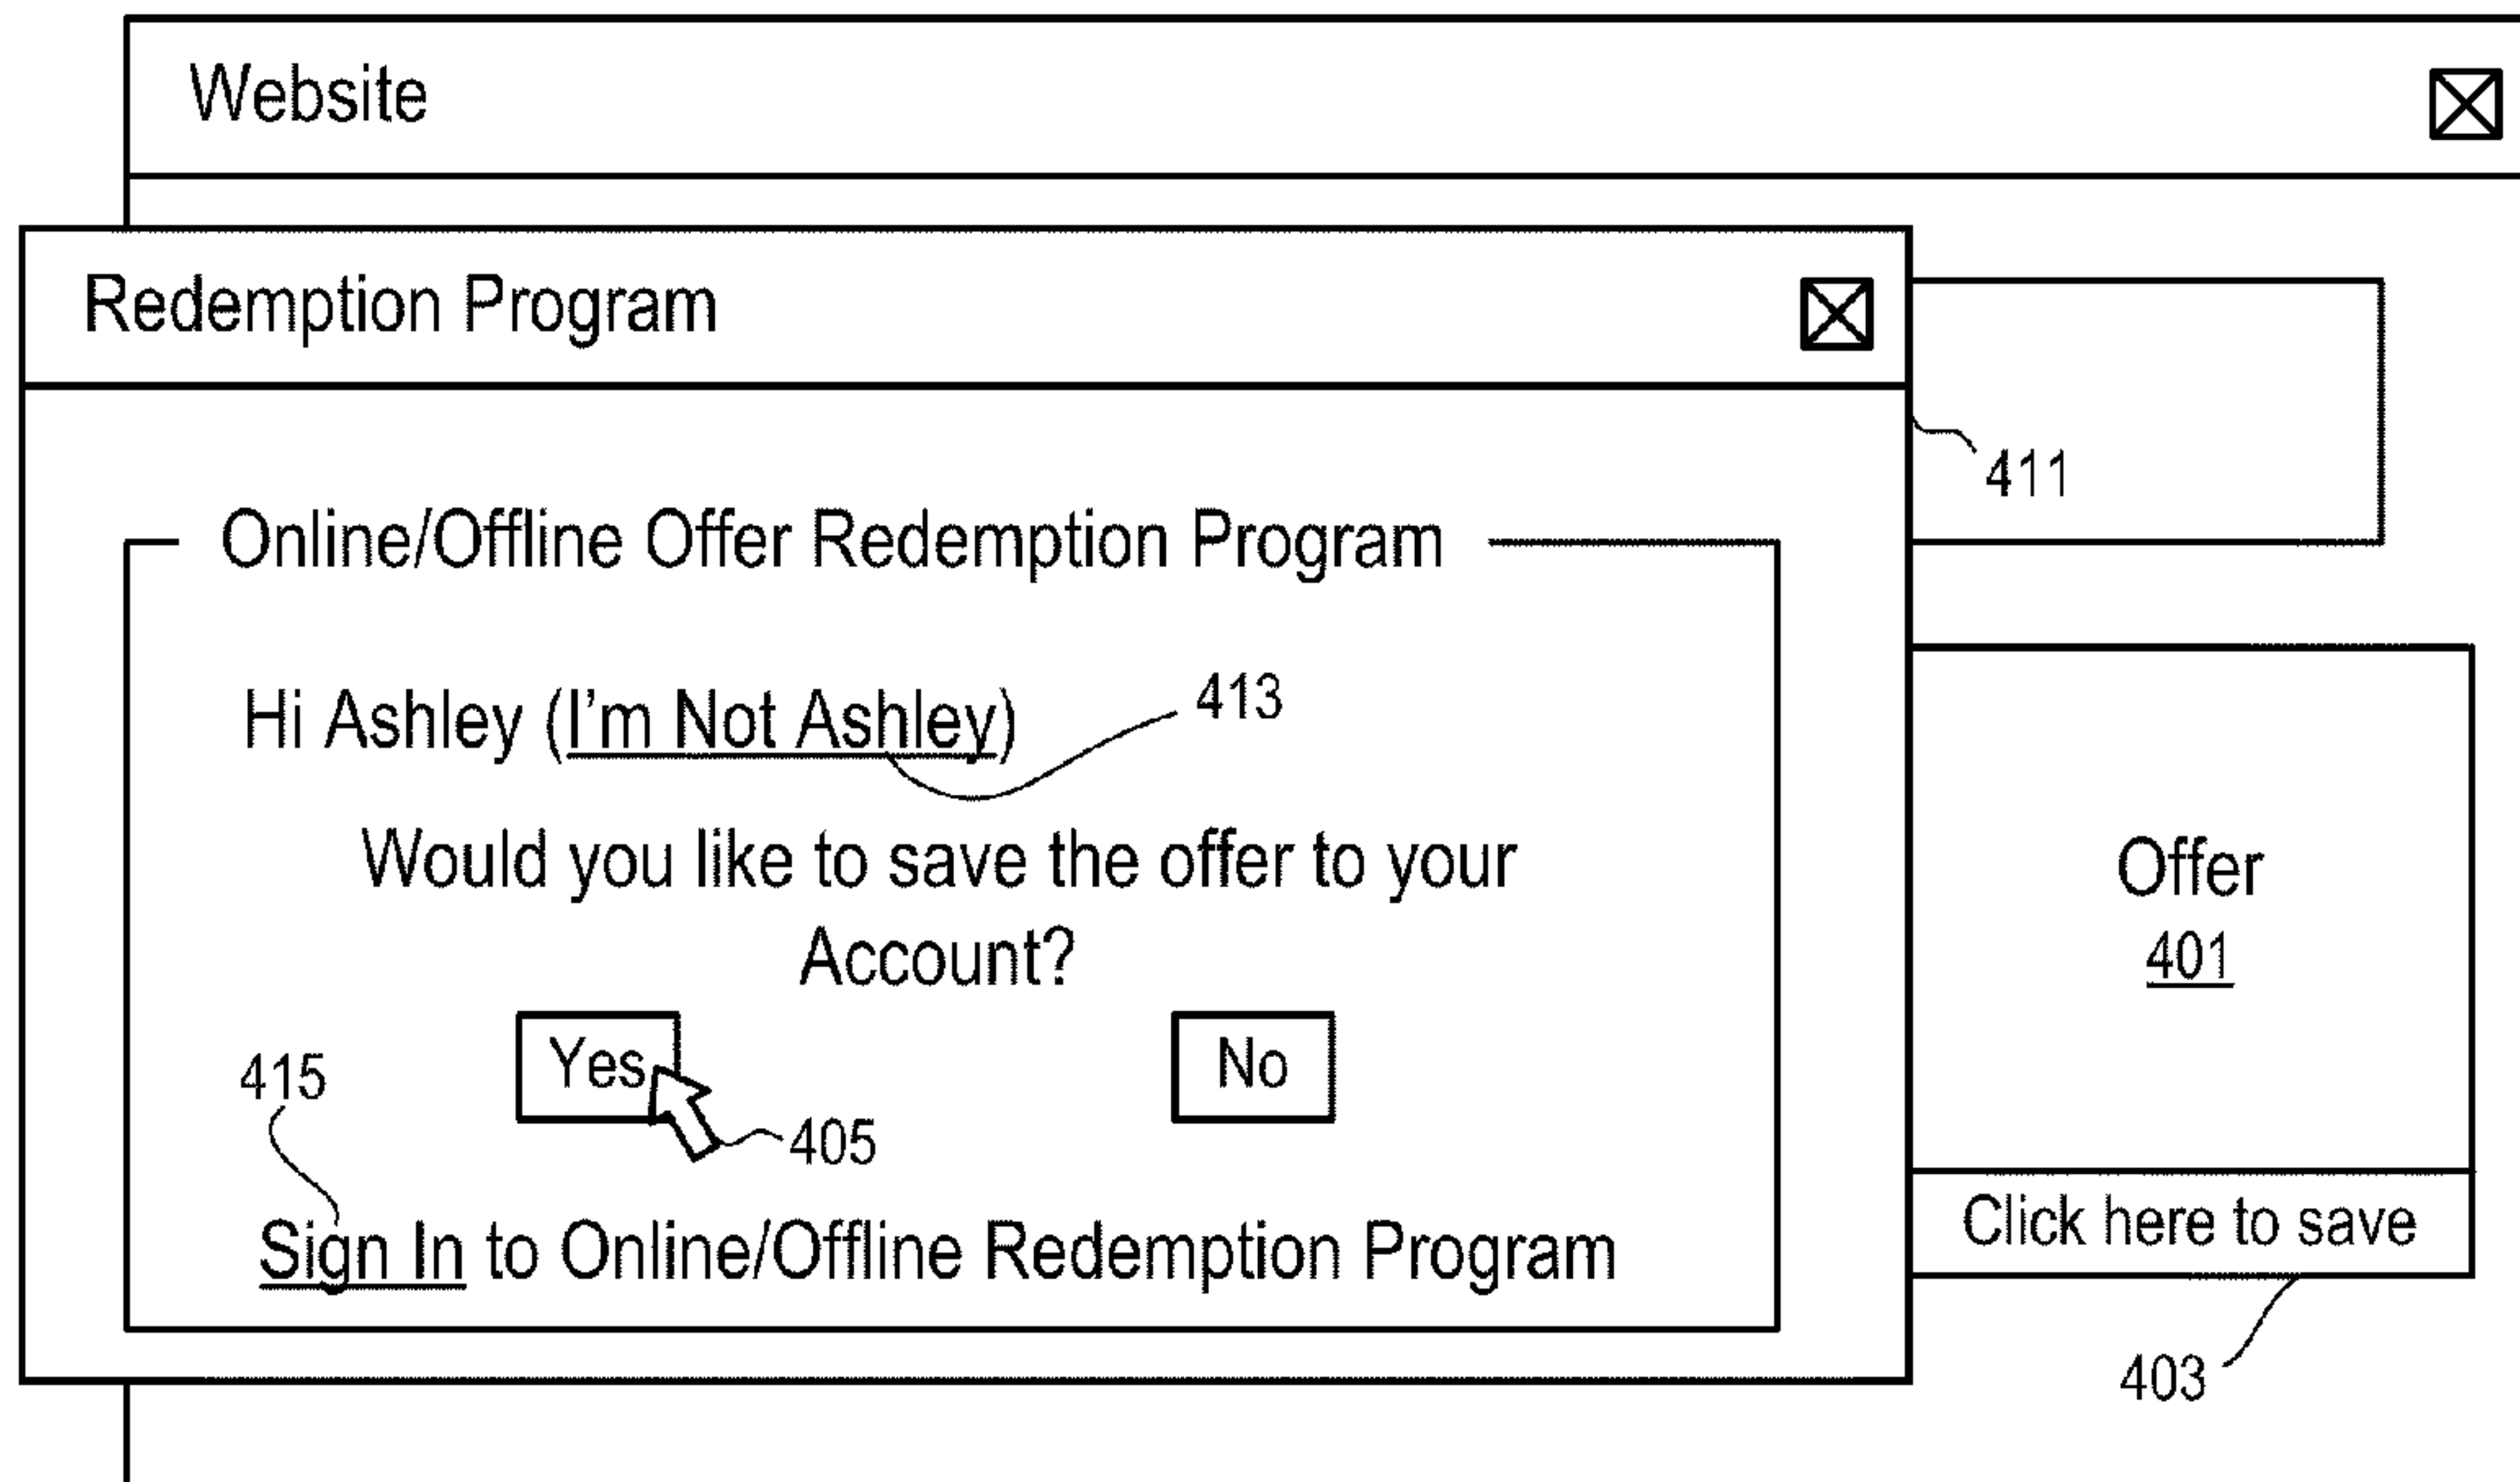 Website
Redemption Program
411
Online/Offline Offer Redemption Program
Hi Ashley (I'm Not Ashley)
413
Would you like to save the offer to your
Account?
Offer
401
Yes
No
415
405
Sign In to Online/Offline Redemption Program
Click here to save
403